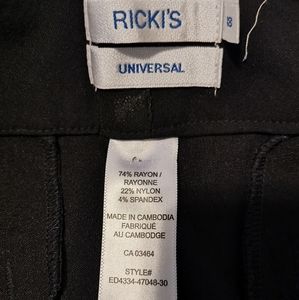 RICKI'S
UNIVERSAL
74% RAYON /
RAYONNE
22% NYLON
4% SPANDEX
MADE IN CAMBODIA
FABRIQUÉ
AU CAMBODGE
CA 03464
STYLE#
ED4334-47048-30